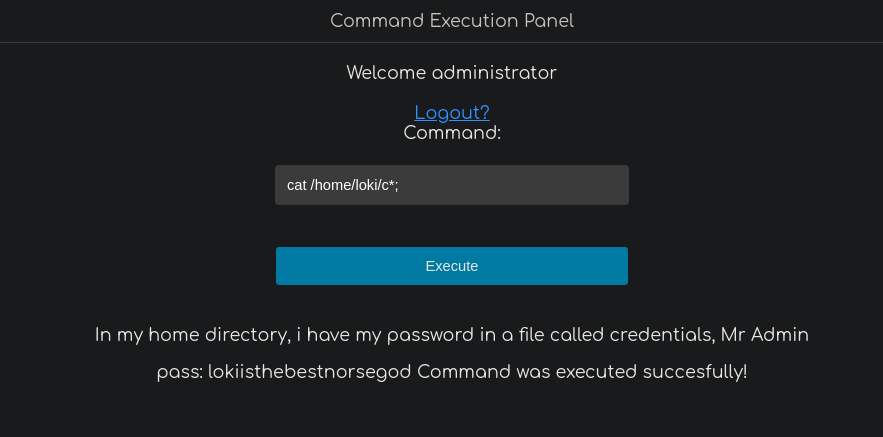 Command Execution Panel
Welcome administrator
Logout?
Command:
cat /home/loki/c*;
Execute
In my home directory, i have my password in a file called credentials, Mr Admin
pass: lokiisthebestnorsegod Command was executed succesfully!